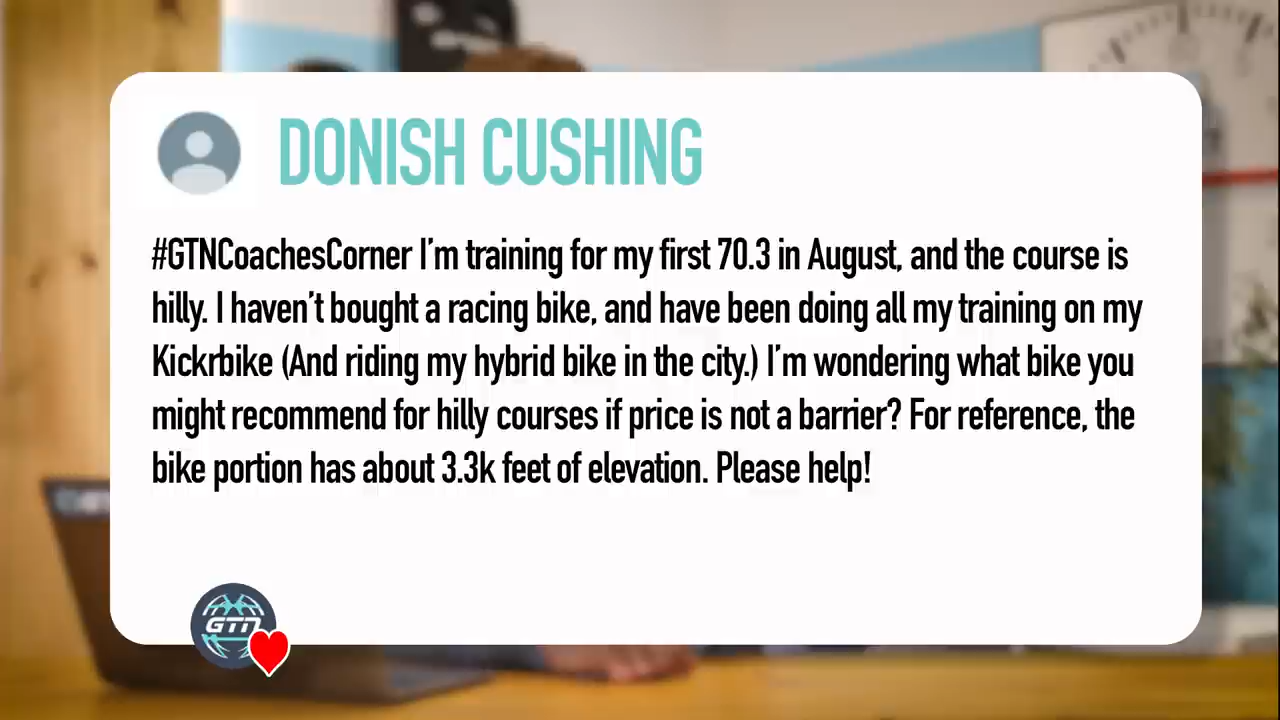 DONISH CUSHING
#GTNCoachesCorner I'm training for my first 70.3 in August, and the course is
hilly. I haven't bought a racing bike, and have been doing all my training on my
Kickrbike (And riding my hybrid bike in the city.) I'm wondering what bike you
might recommend for hilly courses if price is not a barrier? For reference, the
bike portion has about 3.3k feet of elevation. Please help!
GTN